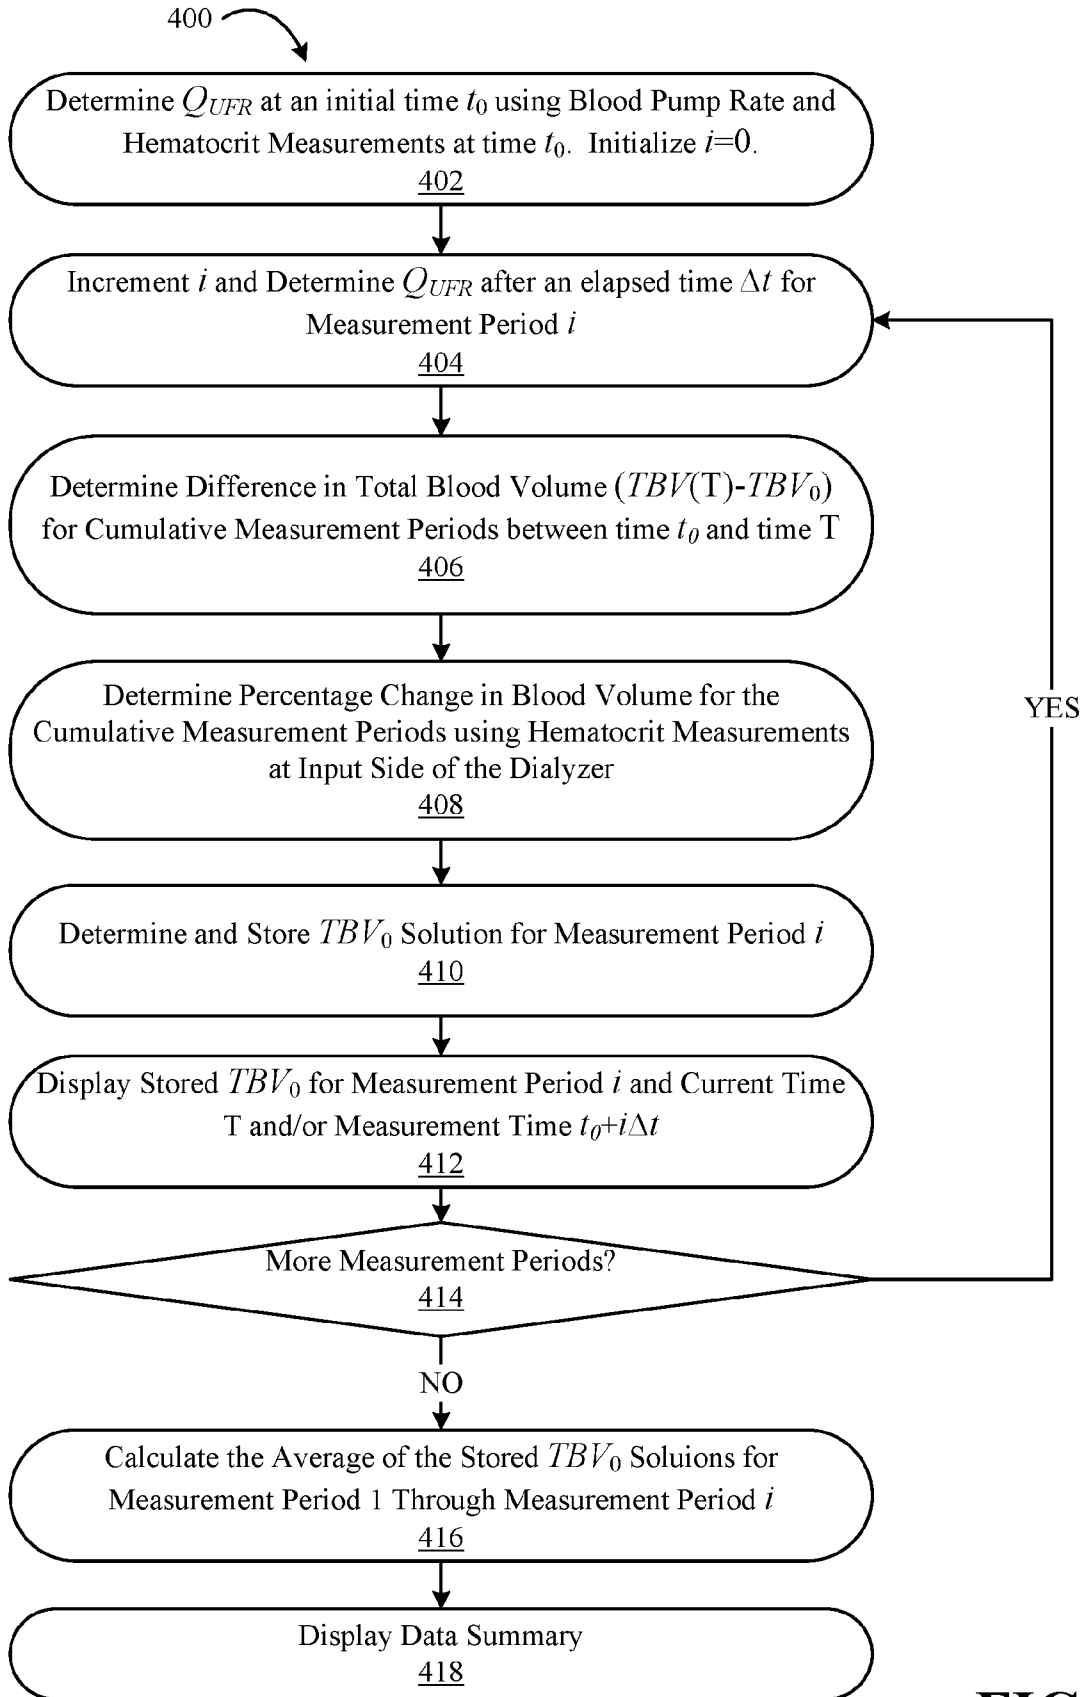 400
Determine Q_UFR at an initial time t₀ using Blood Pump Rate and
Hematocrit Measurements at time t₀. Initialize i=0.
402
Increment i and Determine Q_UFR after an elapsed time Δt for
Measurement Period i
404
Determine Difference in Total Blood Volume (TBV(T)-TBV₀)
for Cumulative Measurement Periods between time t₀ and time T
406
Determine Percentage Change in Blood Volume for the
Cumulative Measurement Periods using Hematocrit Measurements
at Input Side of the Dialyzer
408
YES
Determine and Store TBV₀ Solution for Measurement Period i
410
Display Stored TBV₀ for Measurement Period i and Current Time
T and/or Measurement Time t₀+iΔt
412
More Measurement Periods?
414
NO
Calculate the Average of the Stored TBV₀ Soluions for
Measurement Period 1 Through Measurement Period i
416
Display Data Summary
418